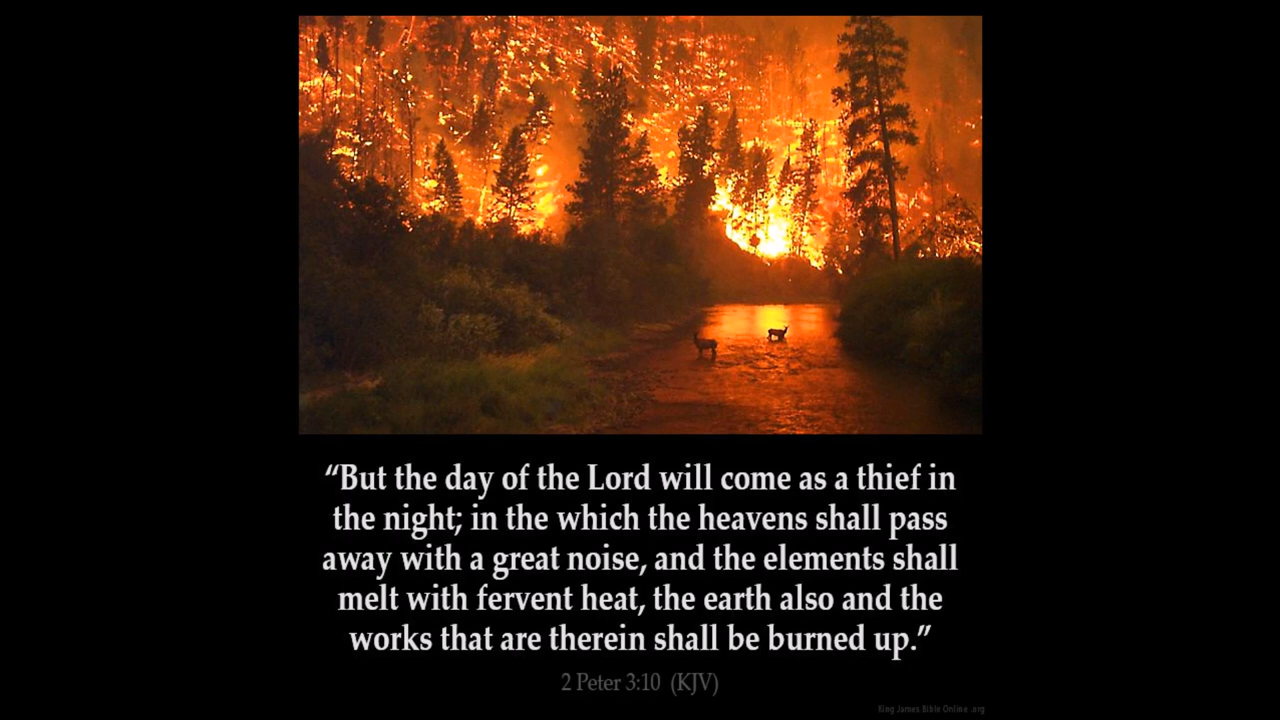 “But the day of the Lord will come as a thief in
the night; in the which the heavens shall pass
away with a great noise, and the elements shall
melt with fervent heat, the earth also and the
works that are therein shall be burned up.”
2 Peter 3:10 (KJV)
King James Bible Online .org